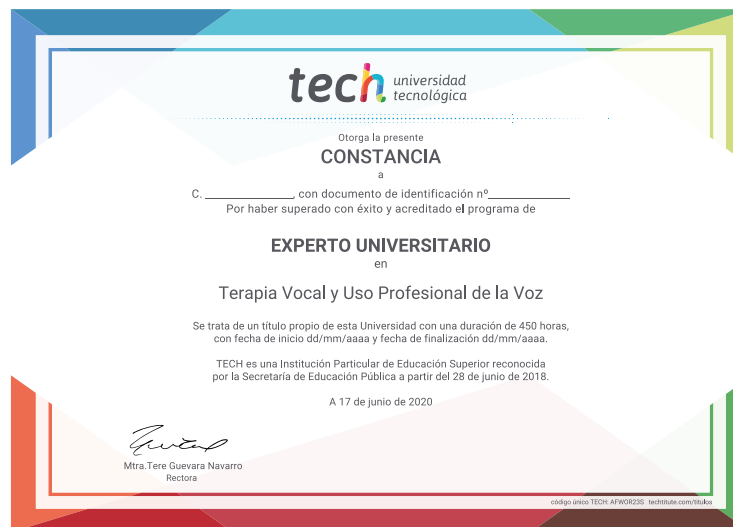 tech universidad
tecnológica
Otorga la presente
CONSTANCIA
a
C. ______________, con documento de identificación nº_____________
Por haber superado con éxito y acreditado el programa de
EXPERTO UNIVERSITARIO
en
Terapia Vocal y Uso Profesional de la Voz
Se trata de un título propio de esta Universidad con una duración de 450 horas,
con fecha de inicio dd/mm/aaaa y fecha de finalización dd/mm/aaaa.
TECH es una Institución Particular de Educación Superior reconocida
por la Secretaría de Educación Pública a partir del 28 de junio de 2018.
A 17 de junio de 2020
Mtra.Tere Guevara Navarro
Rectora
código único TECH: AFWOR23S techtitute.com/titulos